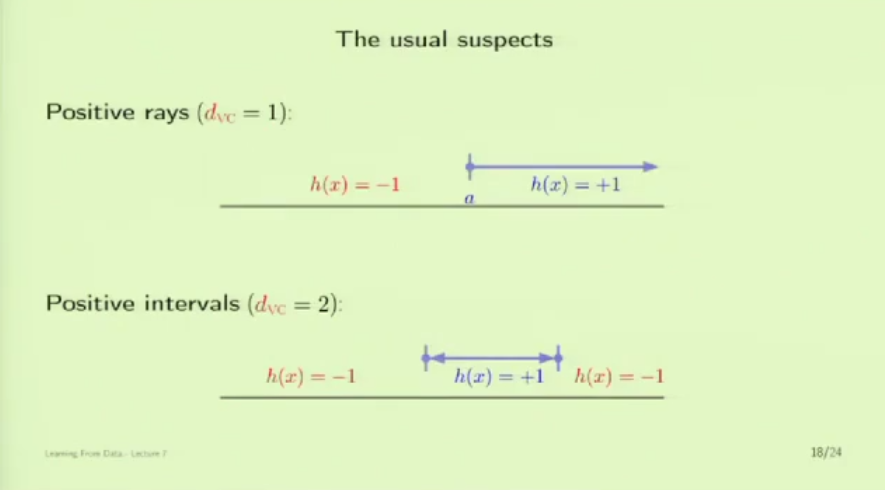 The usual suspects
Positive rays (d_VC = 1):
h(x) = −1 h(x) = +1
a
Positive intervals (d_VC = 2):
h(x) = −1 h(x) = +1 h(x) = −1
Learning From Data - Lecture 7 18/24